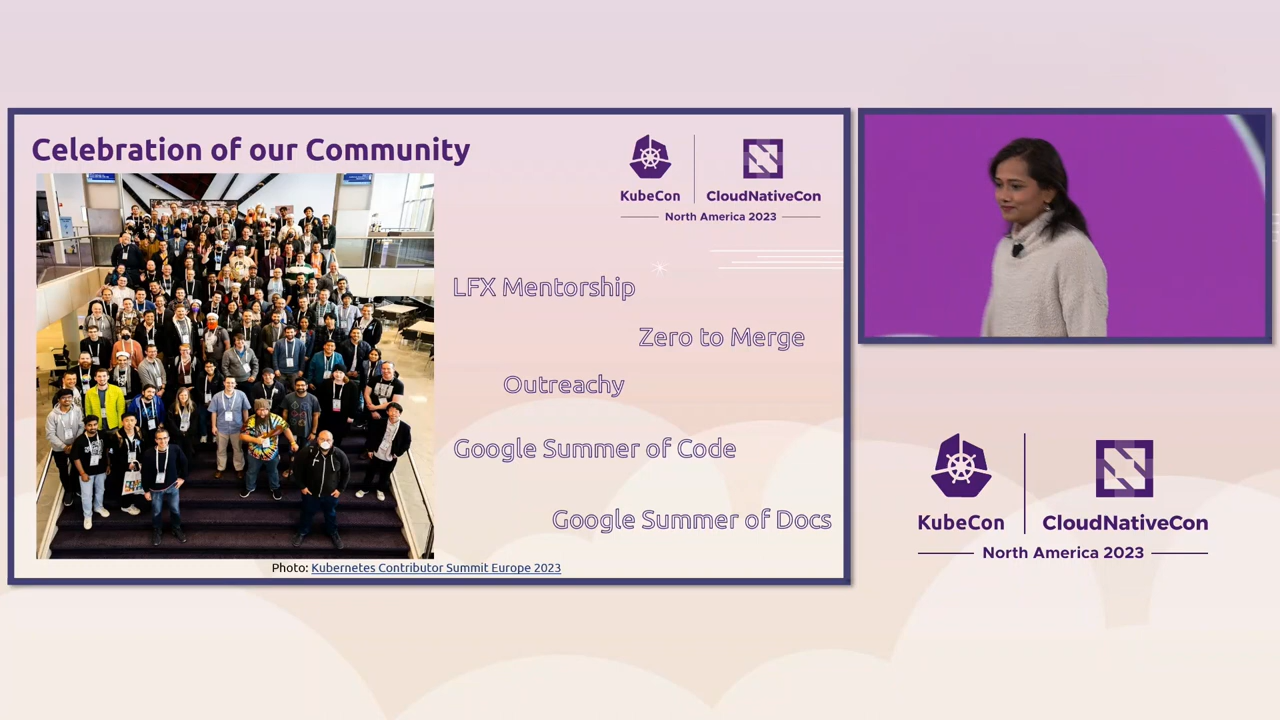 Celebration of our Community
KubeCon
CloudNativeCon
North America 2023
LFX Mentorship
Zero to Merge
Outreachy
Google Summer of Code
Google Summer of Docs
Photo: Kubernetes Contributor Summit Europe 2023
KubeCon
CloudNativeCon
North America 2023